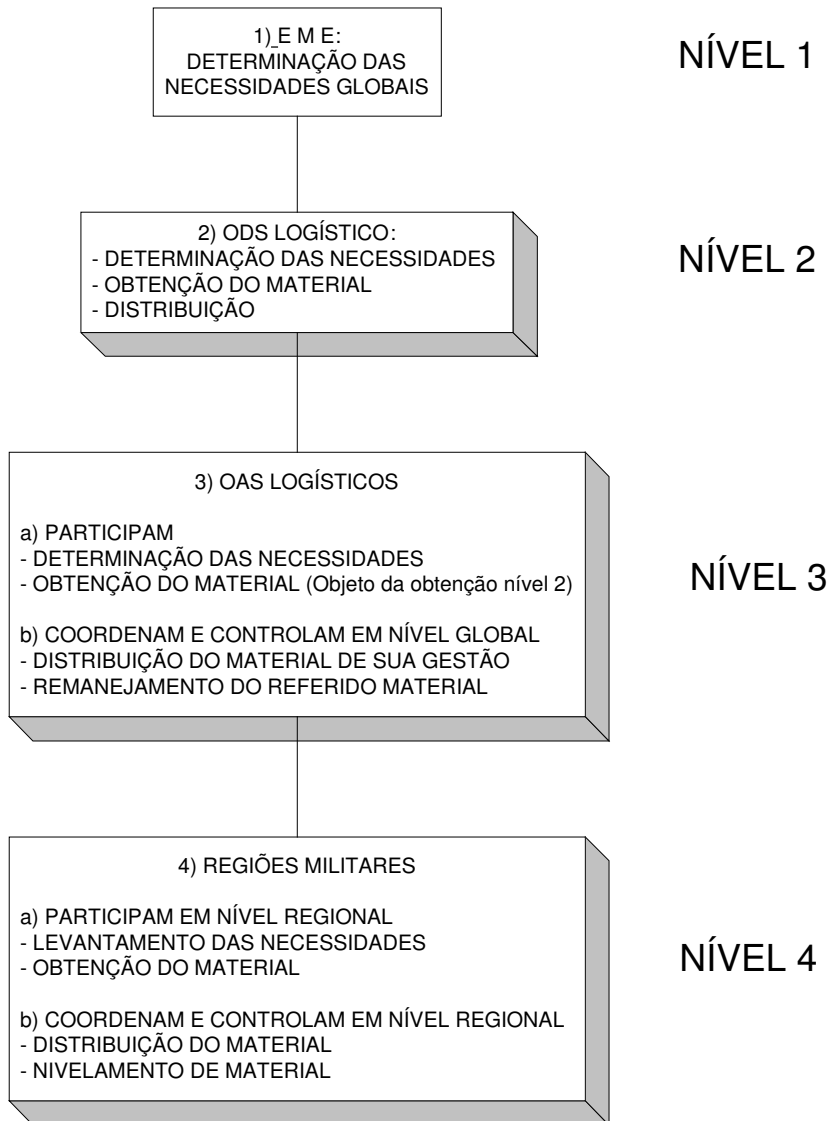 1) E M E:
DETERMINAÇÃO DAS
NECESSIDADES GLOBAIS
NÍVEL 1
2) ODS LOGÍSTICO:
- DETERMINAÇÃO DAS NECESSIDADES
- OBTENÇÃO DO MATERIAL
- DISTRIBUIÇÃO
NÍVEL 2
3) OAS LOGÍSTICOS
a) PARTICIPAM
- DETERMINAÇÃO DAS NECESSIDADES
- OBTENÇÃO DO MATERIAL (Objeto da obtenção nível 2)
b) COORDENAM E CONTROLAM EM NÍVEL GLOBAL
- DISTRIBUIÇÃO DO MATERIAL DE SUA GESTÃO
- REMANEJAMENTO DO REFERIDO MATERIAL
NÍVEL 3
4) REGIÕES MILITARES
a) PARTICIPAM EM NÍVEL REGIONAL
- LEVANTAMENTO DAS NECESSIDADES
- OBTENÇÃO DO MATERIAL
b) COORDENAM E CONTROLAM EM NÍVEL REGIONAL
- DISTRIBUIÇÃO DO MATERIAL
- NIVELAMENTO DE MATERIAL
NÍVEL 4